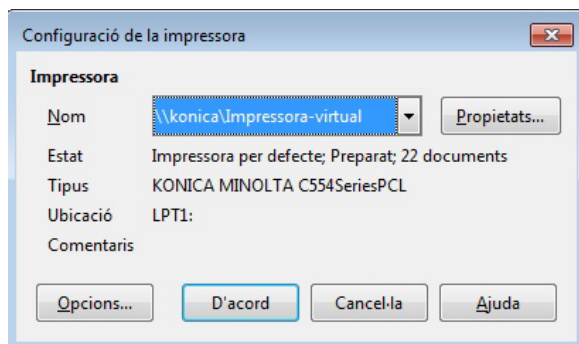 Configuració de la impressora
Impressora
Nom \\konica\Impressora-virtual Propietats...
Estat Impressora per defecte; Preparat; 22 documents
Tipus KONICA MINOLTA C554SeriesPCL
Ubicació LPT1:
Comentaris
Opcions... D'acord Cancel·la Ajuda